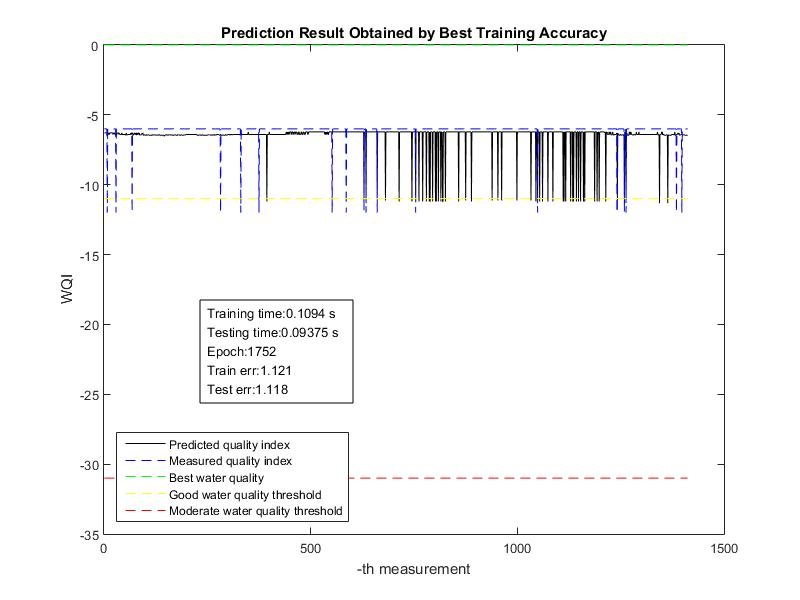 Prediction Result Obtained by Best Training Accuracy
0
-5
-10
-15
-20
-25
-30
-35
WQI
Training time:0.1094 s
Testing time:0.09375 s
Epoch:1752
Train err:1.121
Test err:1.118
Predicted quality index
Measured quality index
Best water quality
Good water quality threshold
Moderate water quality threshold
0
500
1000
1500
-th measurement